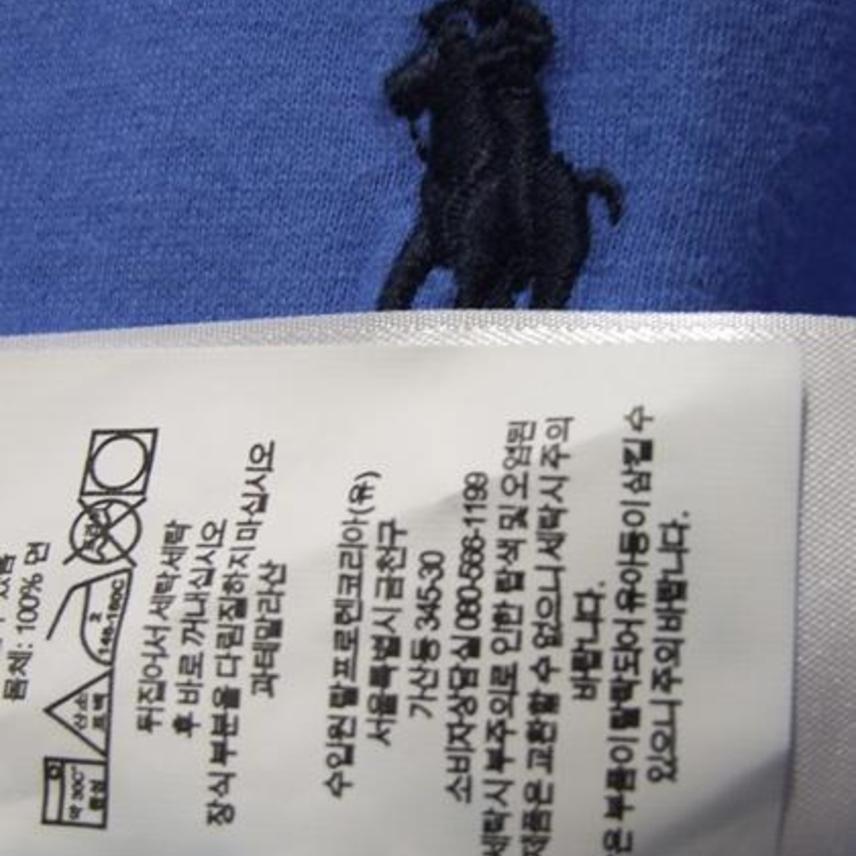 몸체: 100% 면
약 30℃
중성
산소
표백
2
140-160℃
뒤집어서 세탁세탁
후 바로 꺼내십시오
장식 부분을 다림질하지 마십시오
과테말라산
수입원 랄프로렌코리아(유)
서울특별시 금천구
가산동 345-30
소비자상담실 080-566-1199
세탁시 부주의로 인한 탈색 및 오염된
제품은 교환할 수 없으니 세탁시 주의
바랍니다.
은 부품이 탈락되어 유아동이 삼킬 수
있으니 주의 바랍니다.